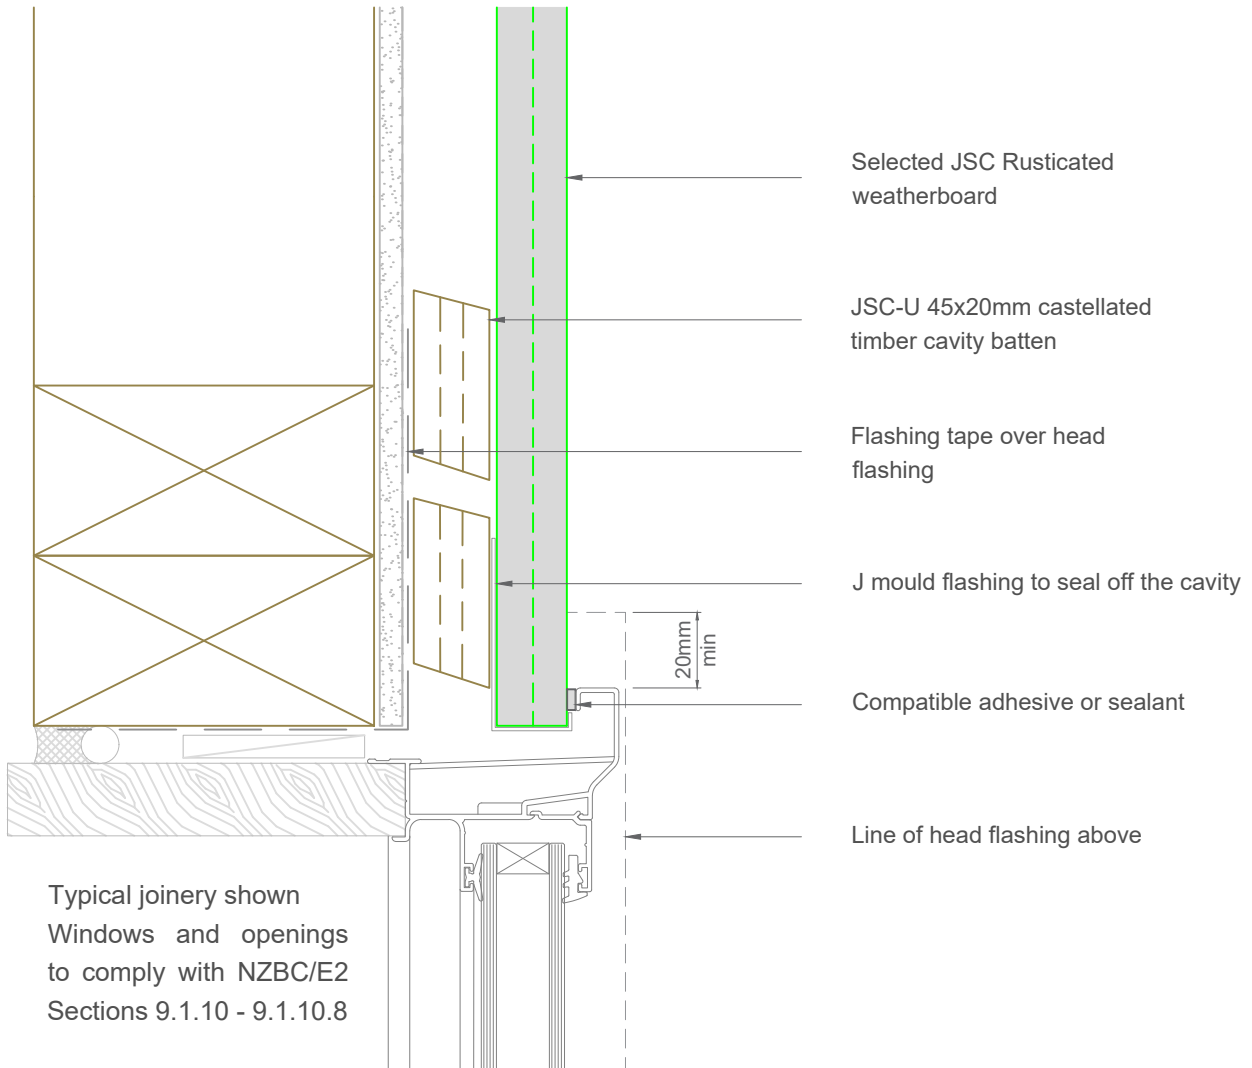 Selected JSC Rusticated
weatherboard
JSC-U 45x20mm castellated
timber cavity batten
Flashing tape over head
flashing
J mould flashing to seal off the cavity
20mm
min
Compatible adhesive or sealant
Line of head flashing above
Typical joinery shown
Windows and openings
to comply with NZBC/E2
Sections 9.1.10 - 9.1.10.8